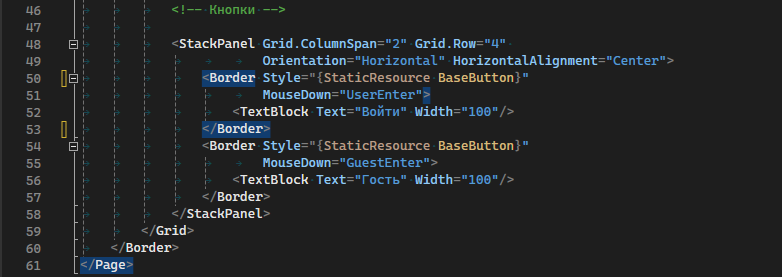 46 <!-- Кнопки -->
47
48 <StackPanel Grid.ColumnSpan="2" Grid.Row="4"
49 Orientation="Horizontal" HorizontalAlignment="Center">
50 <Border Style="{StaticResource BaseButton}"
51 MouseDown="UserEnter">
52 <TextBlock Text="Войти" Width="100"/>
53 </Border>
54 <Border Style="{StaticResource BaseButton}"
55 MouseDown="GuestEnter">
56 <TextBlock Text="Гость" Width="100"/>
57 </Border>
58 </StackPanel>
59 </Grid>
60 </Border>
61 </Page>